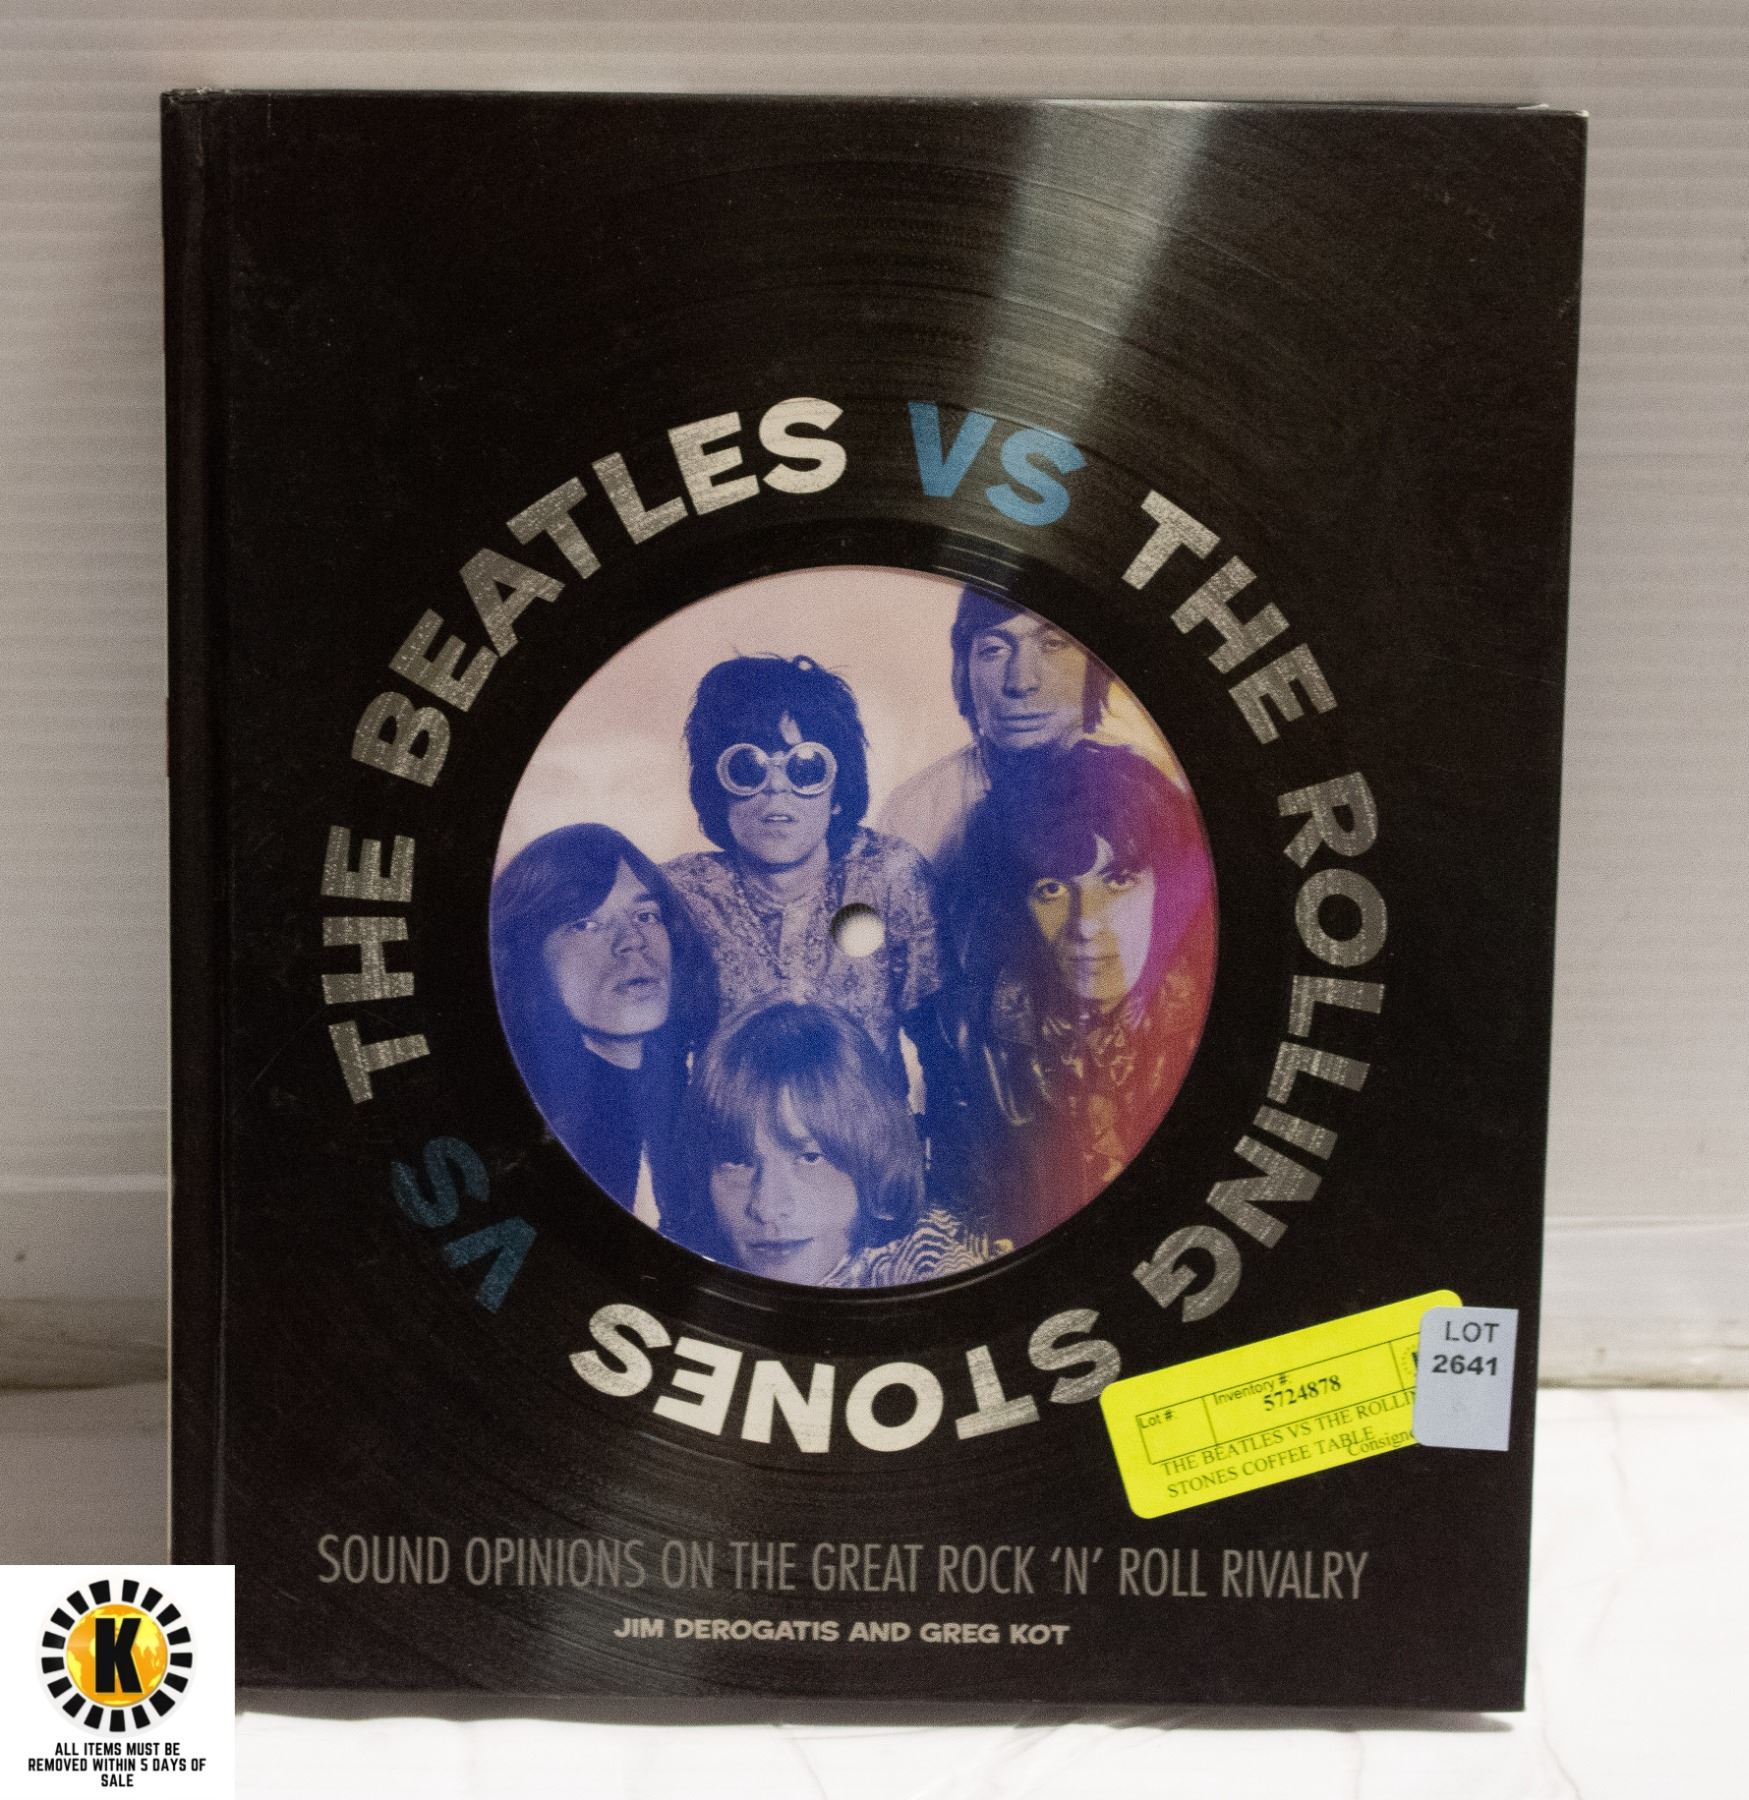 THE BEATLES VS THE ROLLING STONES VS
LOT
2641
Lot #:
Inventory #:
5724878
THE BEATLES VS THE
STONES COFFEE TABLE
SOUND OPINIONS ON THE GREAT ROCK ‘N’ ROLL RIVALRY
JIM DEROGATIS AND GREG KOT
K
ALL ITEMS MUST BE
REMOVED WITHIN 5 DAYS OF
SALE